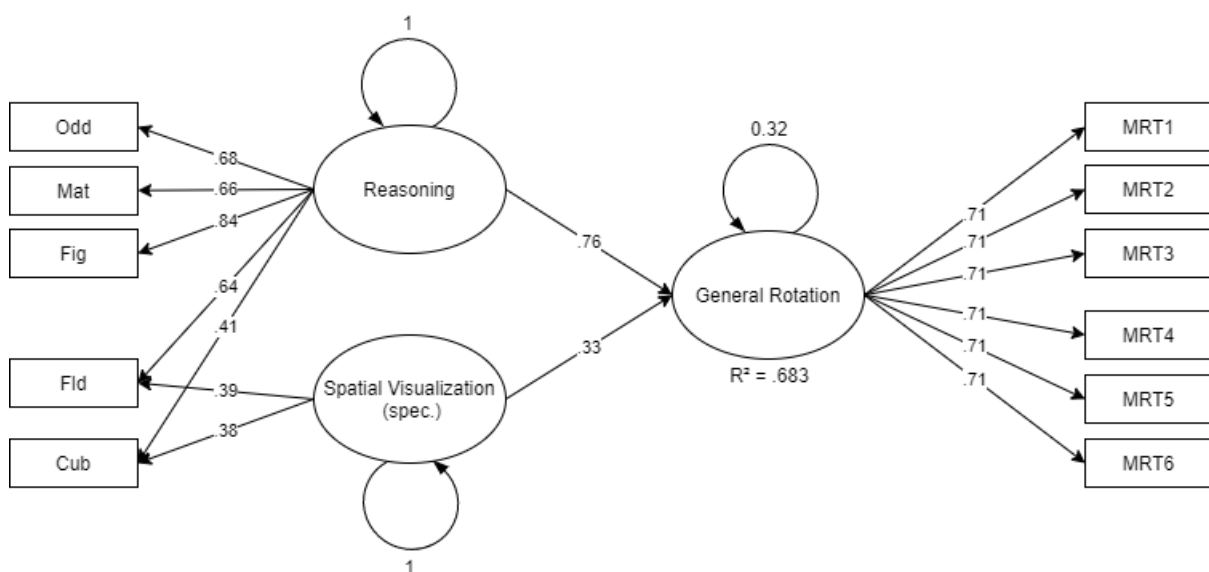 1
Odd
Mat
Fig
Fld
Cub
.68
.66
.84
.64
.41
.39
.38
Reasoning
Spatial Visualization
(spec.)
1
.76
.33
0.32
General Rotation
R² = .683
.71
.71
.71
.71
.71
.71
MRT1
MRT2
MRT3
MRT4
MRT5
MRT6